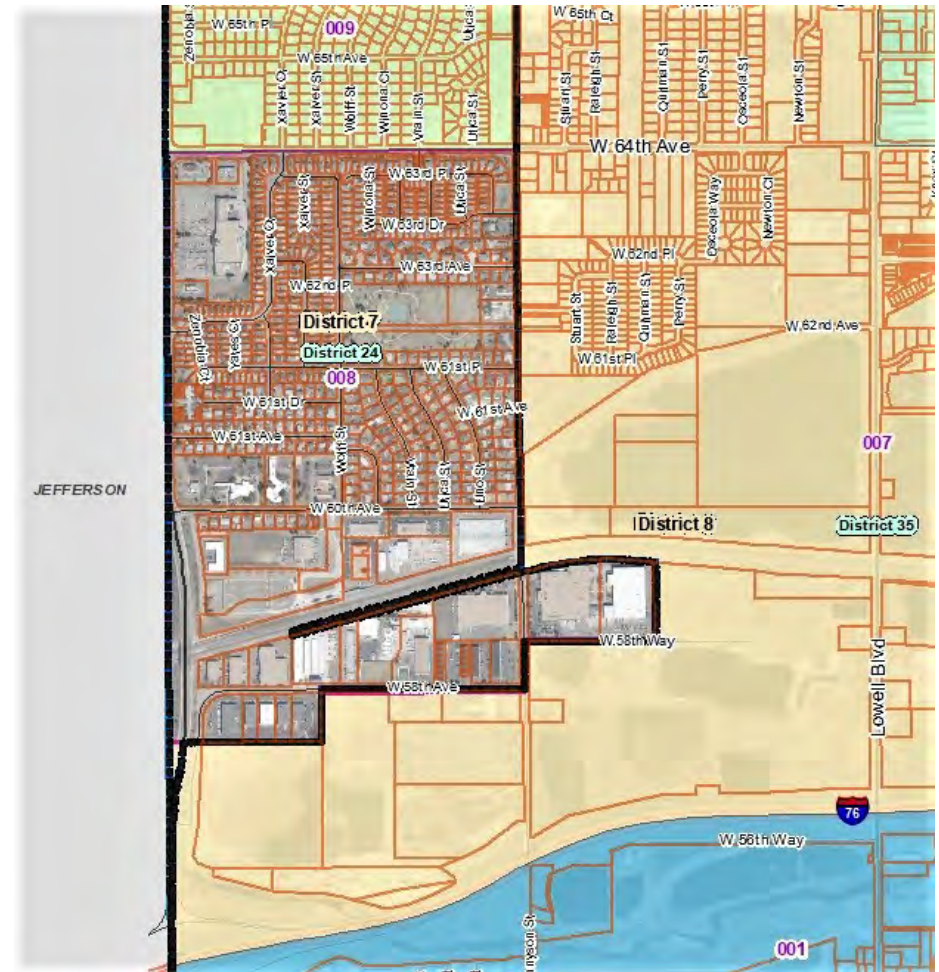 W 65th Pl
009
W 65th Ct
Zenobia
Utica St
W 65th Ave
Xavier Ct
Xavier St
Wolff St
Winona Ct
Vrain St
Utica St
Stuart St
Raleigh St
Quitman St
Perry St
Osceola St
Newton St
W 64th Ave
W 63rd Pl
Xavier St
Winona St
Utica St
W 63rd Dr
Osceola Way
Newton Ct
Xavier Ct
W 63rd Ave
W 62nd Pl
W 62nd Pl
Stuart St
Raleigh St
Quitman St
Perry St
District 7
W 62nd Ave
Zenobia Ct
Yates St
District 24
W 61st Pl
W 61st Pl
008
W 61st Dr
W 61st Ave
W 61st Ave
Wolff St
Vrain St
Utica St
007
JEFFERSON
W 60th Ave
District 8
District 35
W 58th Way
Lowell Blvd
W 58th Ave
76
W 56th Way
nyson St
001